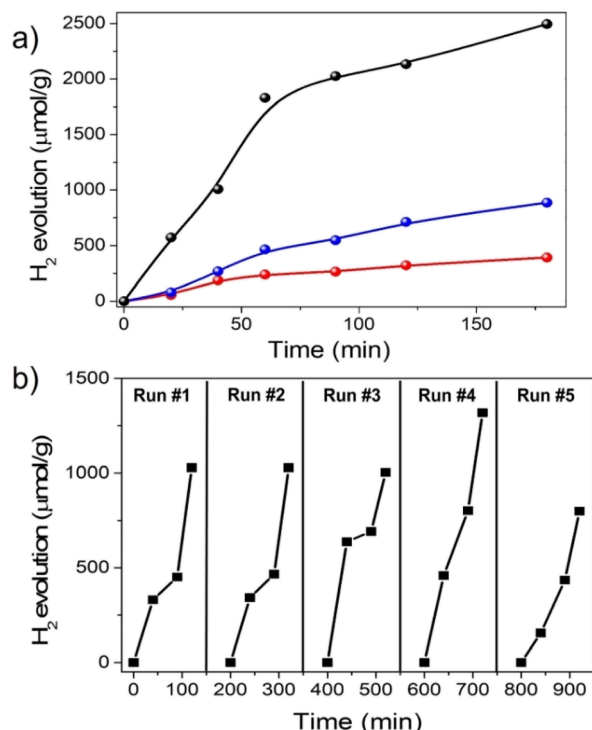 a)
H₂ evolution (μmol/g)
2500
2000
1500
1000
500
0
0 50 100 150
Time (min)
b)
H₂ evolution (μmol/g)
1500
1000
500
0
Run #1 Run #2 Run #3 Run #4 Run #5
0 100 200 300 400 500 600 700 800 900
Time (min)